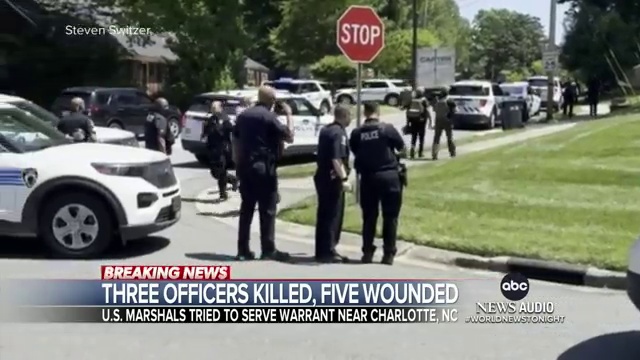 Steven Switzer
STOP
POLICE
BREAKING NEWS
THREE OFFICERS KILLED, FIVE WOUNDED
U.S. MARSHALS TRIED TO SERVE WARRANT NEAR CHARLOTTE, NC
abc
NEWS AUDIO
#WORLDNEWSTONIGHT